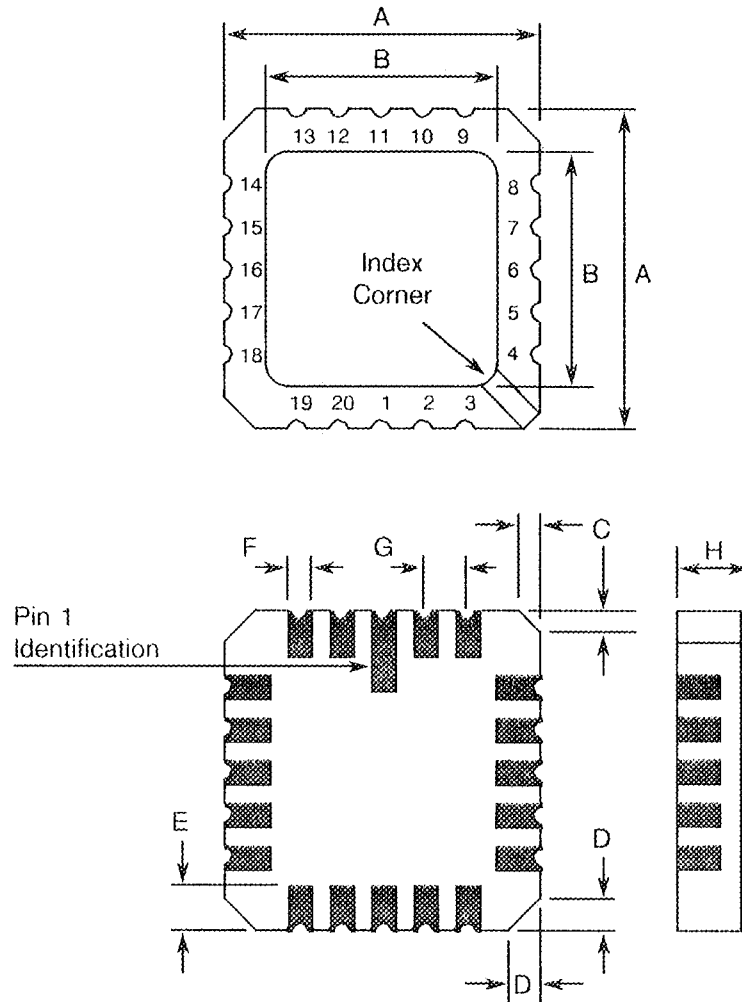 A
B
13 12 11 10 9
14 8
15 7
16 6
17 5
18 4
Index
Corner
B A
19 20 1 2 3
F G C H
Pin 1
Identification
E D
D